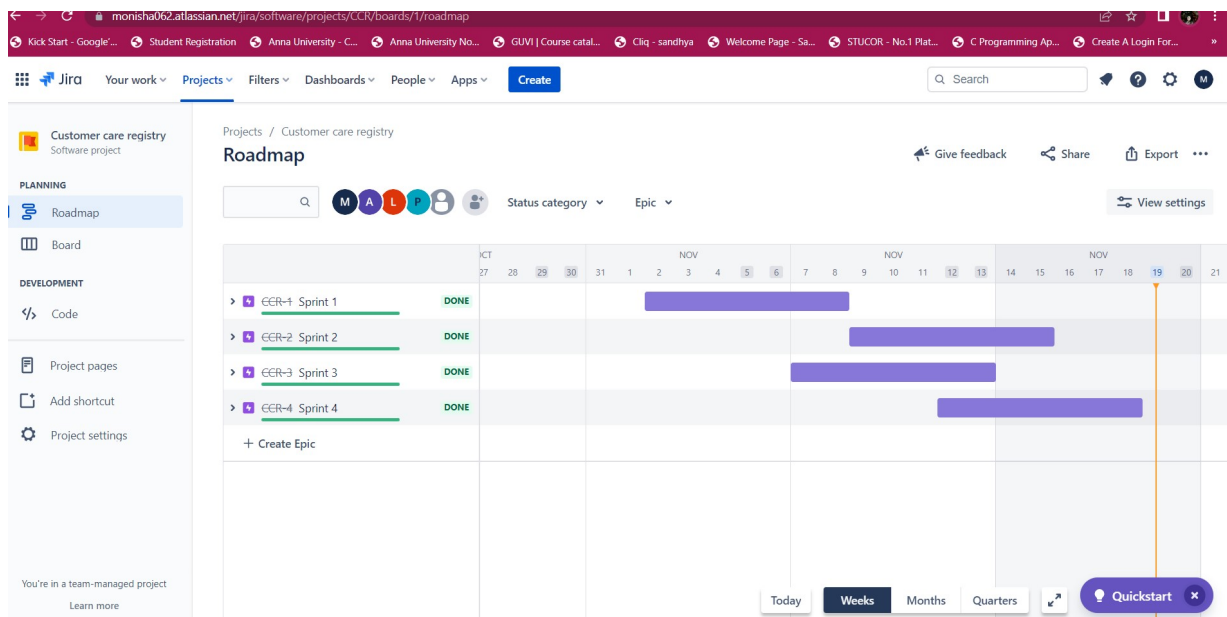 monisha062.atlassian.net/jira/software/projects/CCR/boards/1/roadmap
Kick Start - Google'... Student Registration Anna University - C... Anna University No... GUVI | Course catal... Cliq - sandhya Welcome Page - Sa... STUCOR - No.1 Plat... C Programming Ap... Create A Login For... »
Jira Your work Projects Filters Dashboards People Apps Create Search M
Customer care registry
Software project
PLANNING
Roadmap
Board
DEVELOPMENT
Code
Project pages
Add shortcut
Project settings
You're in a team-managed project
Learn more
Projects / Customer care registry
Roadmap
Give feedback Share Export
M A L P Status category Epic View settings
OCT NOV NOV NOV
27 28 29 30 31 1 2 3 4 5 6 7 8 9 10 11 12 13 14 15 16 17 18 19 20 21
CCR-1 Sprint 1 DONE
CCR-2 Sprint 2 DONE
CCR-3 Sprint 3 DONE
CCR-4 Sprint 4 DONE
+ Create Epic
Today Weeks Months Quarters Quickstart